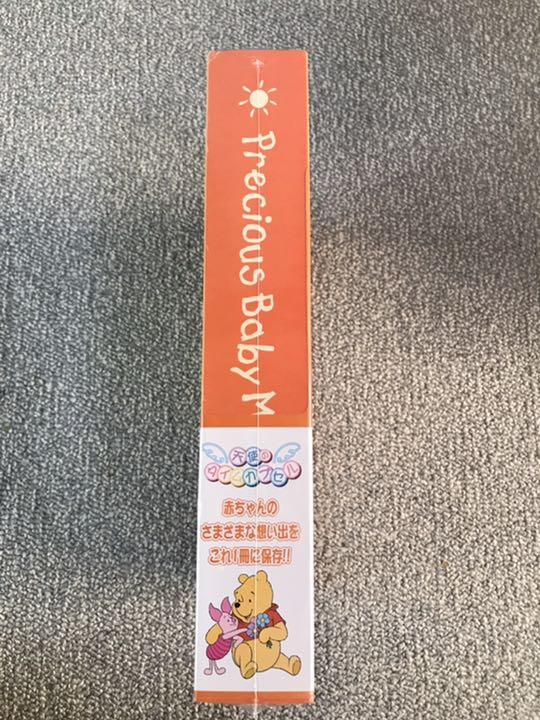 Precious Baby M
天使の
タイムカプセル
赤ちゃんの
さまざまな想い出を
これ1冊に保存!!